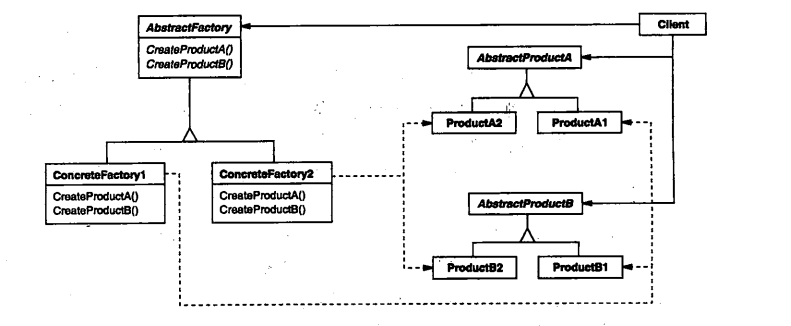 AbstractFactory
CreateProductA()
CreateProductB()
Client
AbstractProductA
ProductA2
ProductA1
ConcreteFactory1
CreateProductA()
CreateProductB()
ConcreteFactory2
CreateProductA()
CreateProductB()
AbstractProductB
ProductB2
ProductB1